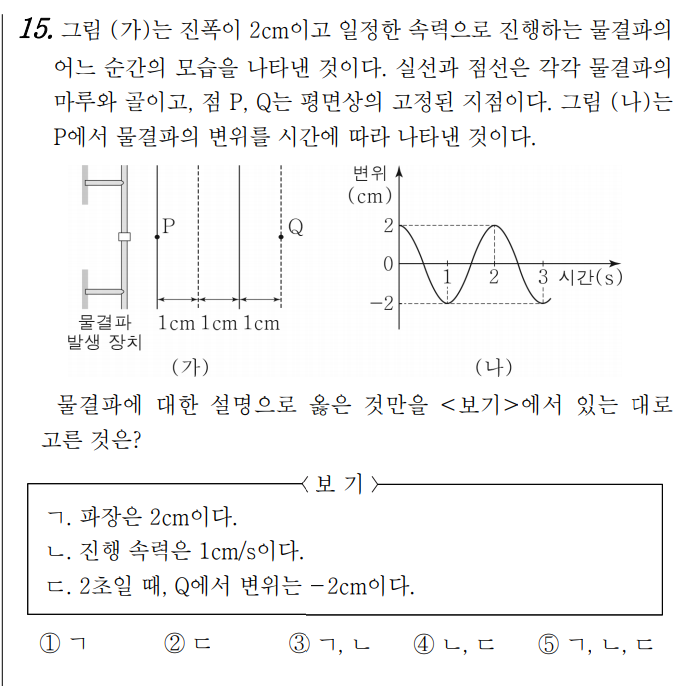 15. 그림 (가)는 진폭이 2cm이고 일정한 속력으로 진행하는 물결파의
어느 순간의 모습을 나타낸 것이다. 실선과 점선은 각각 물결파의
마루와 골이고, 점 P, Q는 평면상의 고정된 지점이다. 그림 (나)는
P에서 물결파의 변위를 시간에 따라 나타낸 것이다.
P
Q
물결파
발생 장치
1cm 1cm 1cm
(가)
변위
(cm)
2
0
−2
1 2 3 시간(s)
(나)
물결파에 대한 설명으로 옳은 것만을 <보기>에서 있는 대로
고른 것은?
<보 기>
ㄱ. 파장은 2cm이다.
ㄴ. 진행 속력은 1cm/s이다.
ㄷ. 2초일 때, Q에서 변위는 −2cm이다.
① ㄱ ② ㄷ ③ ㄱ, ㄴ ④ ㄴ, ㄷ ⑤ ㄱ, ㄴ, ㄷ